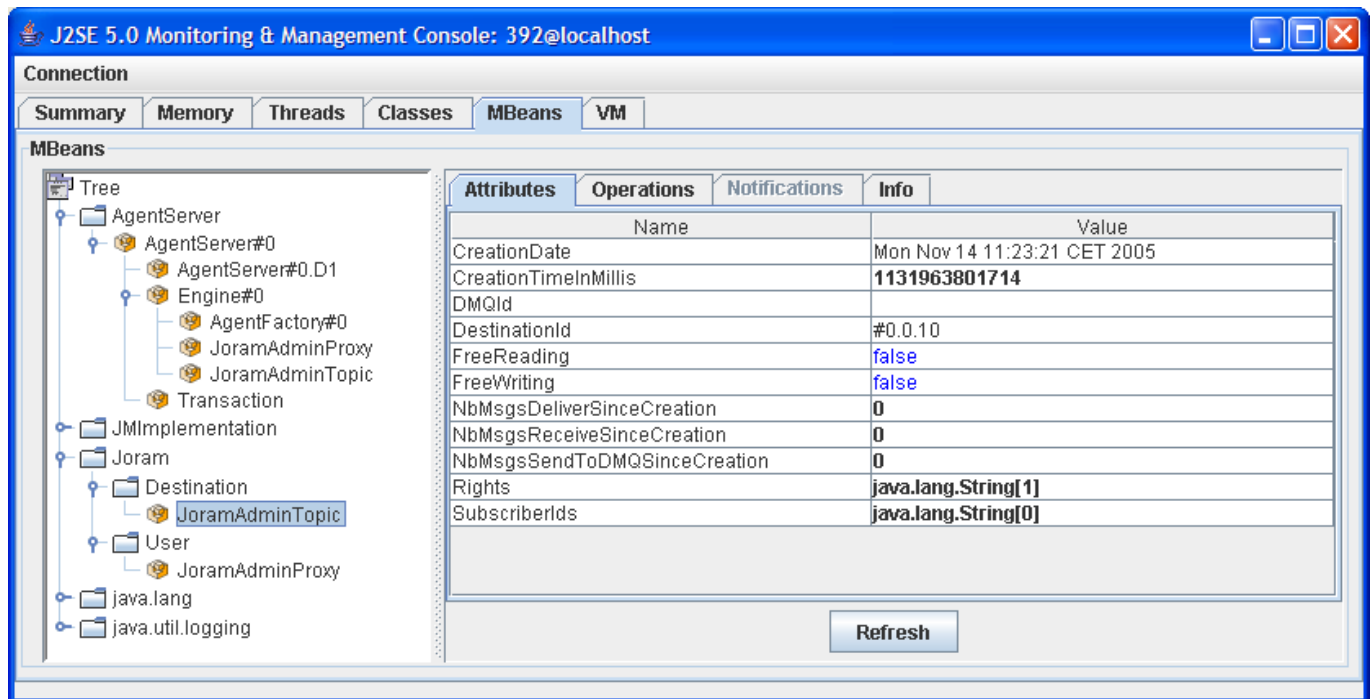 J2SE 5.0 Monitoring & Management Console: 392@localhost
Connection
Summary Memory Threads Classes MBeans VM
MBeans
Tree
AgentServer
AgentServer#0
AgentServer#0.D1
Engine#0
AgentFactory#0
JoramAdminProxy
JoramAdminTopic
Transaction
JMImplementation
Joram
Destination
JoramAdminTopic
User
JoramAdminProxy
java.lang
java.util.logging
Attributes Operations Notifications Info
Name Value
CreationDate Mon Nov 14 11:23:21 CET 2005
CreationTimeInMillis 1131963801714
DMQId
DestinationId #0.0.10
FreeReading false
FreeWriting false
NbMsgsDeliverSinceCreation 0
NbMsgsReceiveSinceCreation 0
NbMsgsSendToDMQSinceCreation 0
Rights java.lang.String[1]
SubscriberIds java.lang.String[0]
Refresh